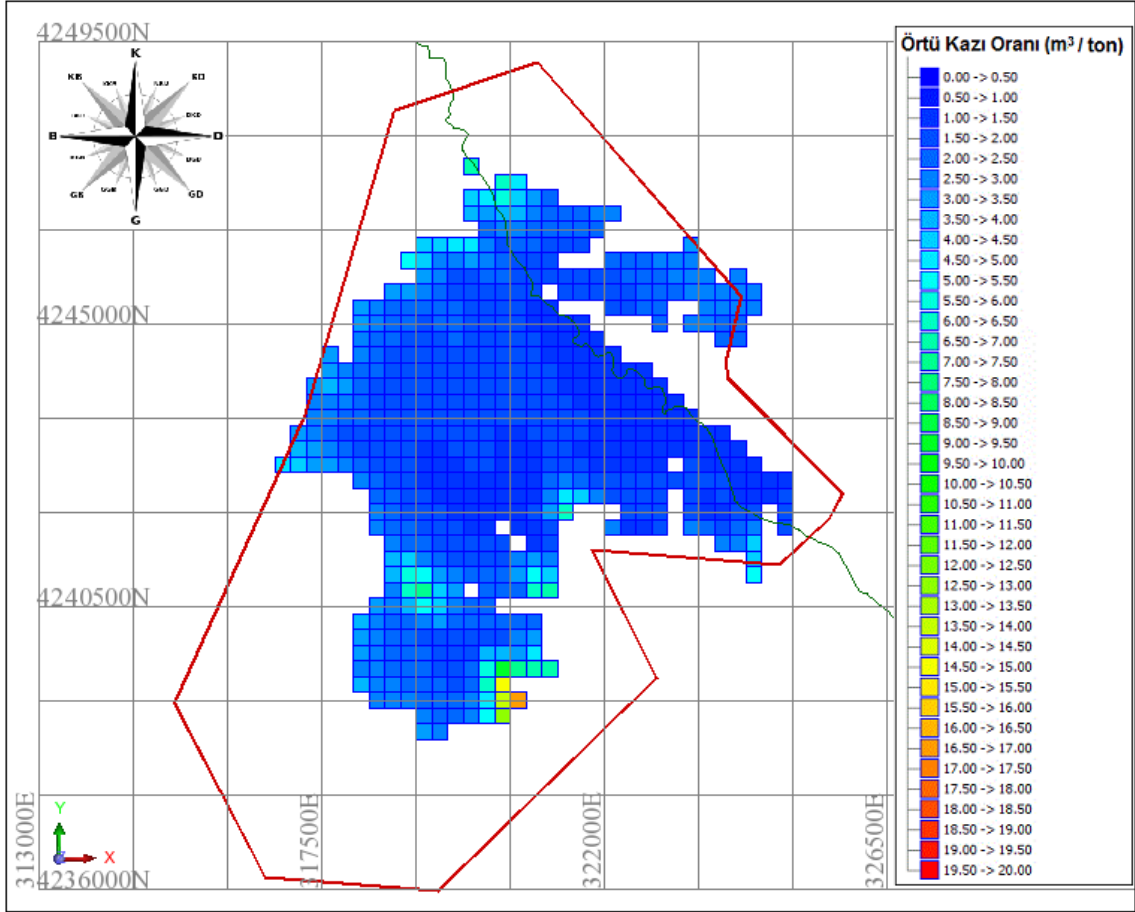 4249500N
Örtü Kazı Oranı (m³ / ton)
K
KB
KD
B
D
GB
GD
G
0.00 -> 0.50
0.50 -> 1.00
1.00 -> 1.50
1.50 -> 2.00
2.00 -> 2.50
2.50 -> 3.00
3.00 -> 3.50
3.50 -> 4.00
4.00 -> 4.50
4.50 -> 5.00
5.00 -> 5.50
5.50 -> 6.00
6.00 -> 6.50
6.50 -> 7.00
7.00 -> 7.50
7.50 -> 8.00
8.00 -> 8.50
8.50 -> 9.00
9.00 -> 9.50
9.50 -> 10.00
10.00 -> 10.50
10.50 -> 11.00
11.00 -> 11.50
11.50 -> 12.00
12.00 -> 12.50
12.50 -> 13.00
13.00 -> 13.50
13.50 -> 14.00
14.00 -> 14.50
14.50 -> 15.00
15.00 -> 15.50
15.50 -> 16.00
16.00 -> 16.50
16.50 -> 17.00
17.00 -> 17.50
17.50 -> 18.00
18.00 -> 18.50
18.50 -> 19.00
19.00 -> 19.50
19.50 -> 20.00
4245000N
4240500N
4236000N
313000E
317500E
322000E
326500E
Y
X